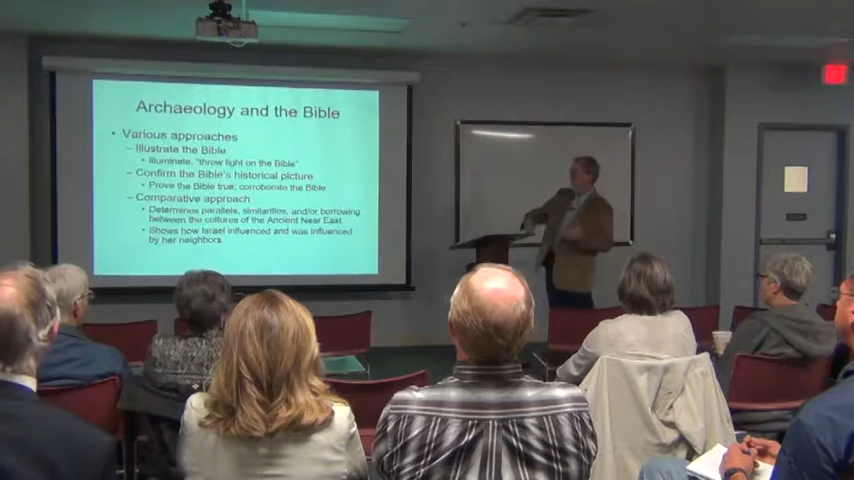 Archaeology and the Bible
• Various approaches
– Illustrate the Bible
• Illuminate, "throw light on the Bible"
– Confirm the Bible's historical picture
• Prove the Bible true, corroborate the Bible
– Comparative approach
• Determines parallels, similarities, and/or borrowing
between the cultures of the Ancient Near East
• Shows how Israel influenced and was influenced
by her neighbors
EXIT